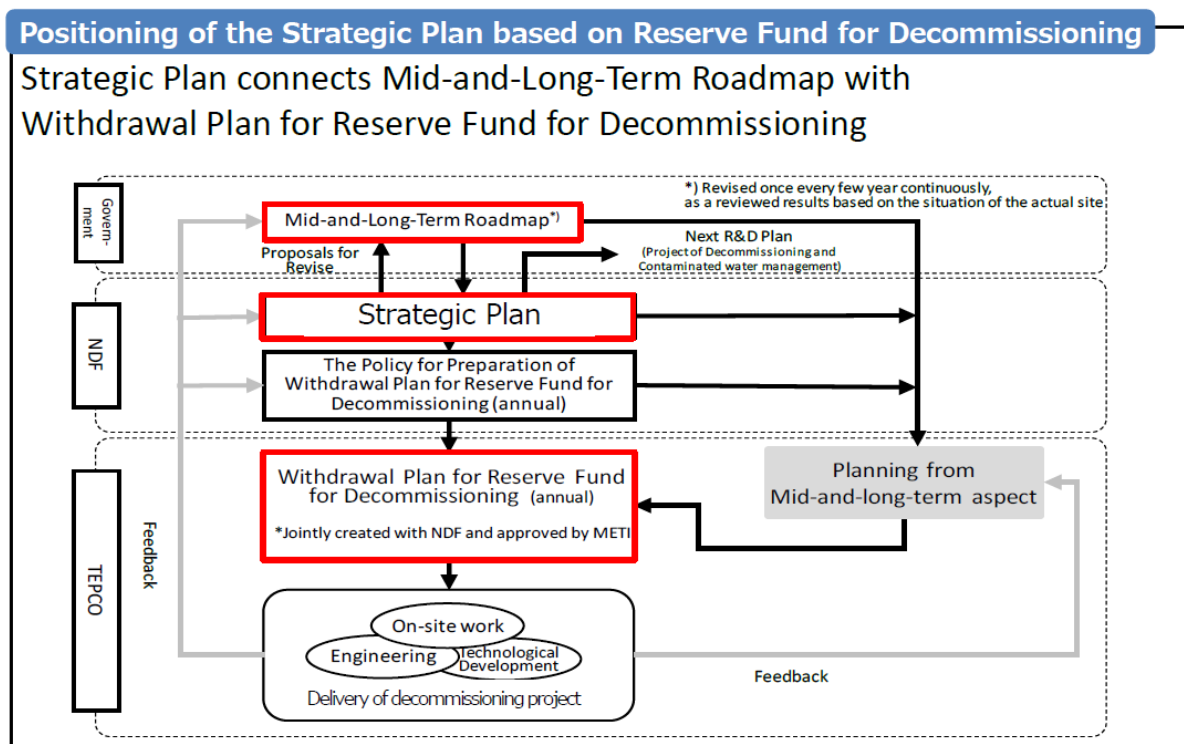 Positioning of the Strategic Plan based on Reserve Fund for Decommissioning
Strategic Plan connects Mid-and-Long-Term Roadmap with
Withdrawal Plan for Reserve Fund for Decommissioning
Govern-
ment
*) Revised once every few year continuously,
as a reviewed results based on the situation of the actual site
Mid-and-Long-Term Roadmap*)
Proposals for
Revise
Next R&D Plan
(Project of Decommissioning and
Contaminated water management)
NDF
Strategic Plan
The Policy for Preparation of
Withdrawal Plan for Reserve Fund for
Decommissioning (annual)
TEPCO
Feedback
Withdrawal Plan for Reserve Fund
for Decommissioning (annual)
*Jointly created with NDF and approved by METI
Planning from
Mid-and-long-term aspect
On-site work
Engineering
Technological
Development
Delivery of decommissioning project
Feedback